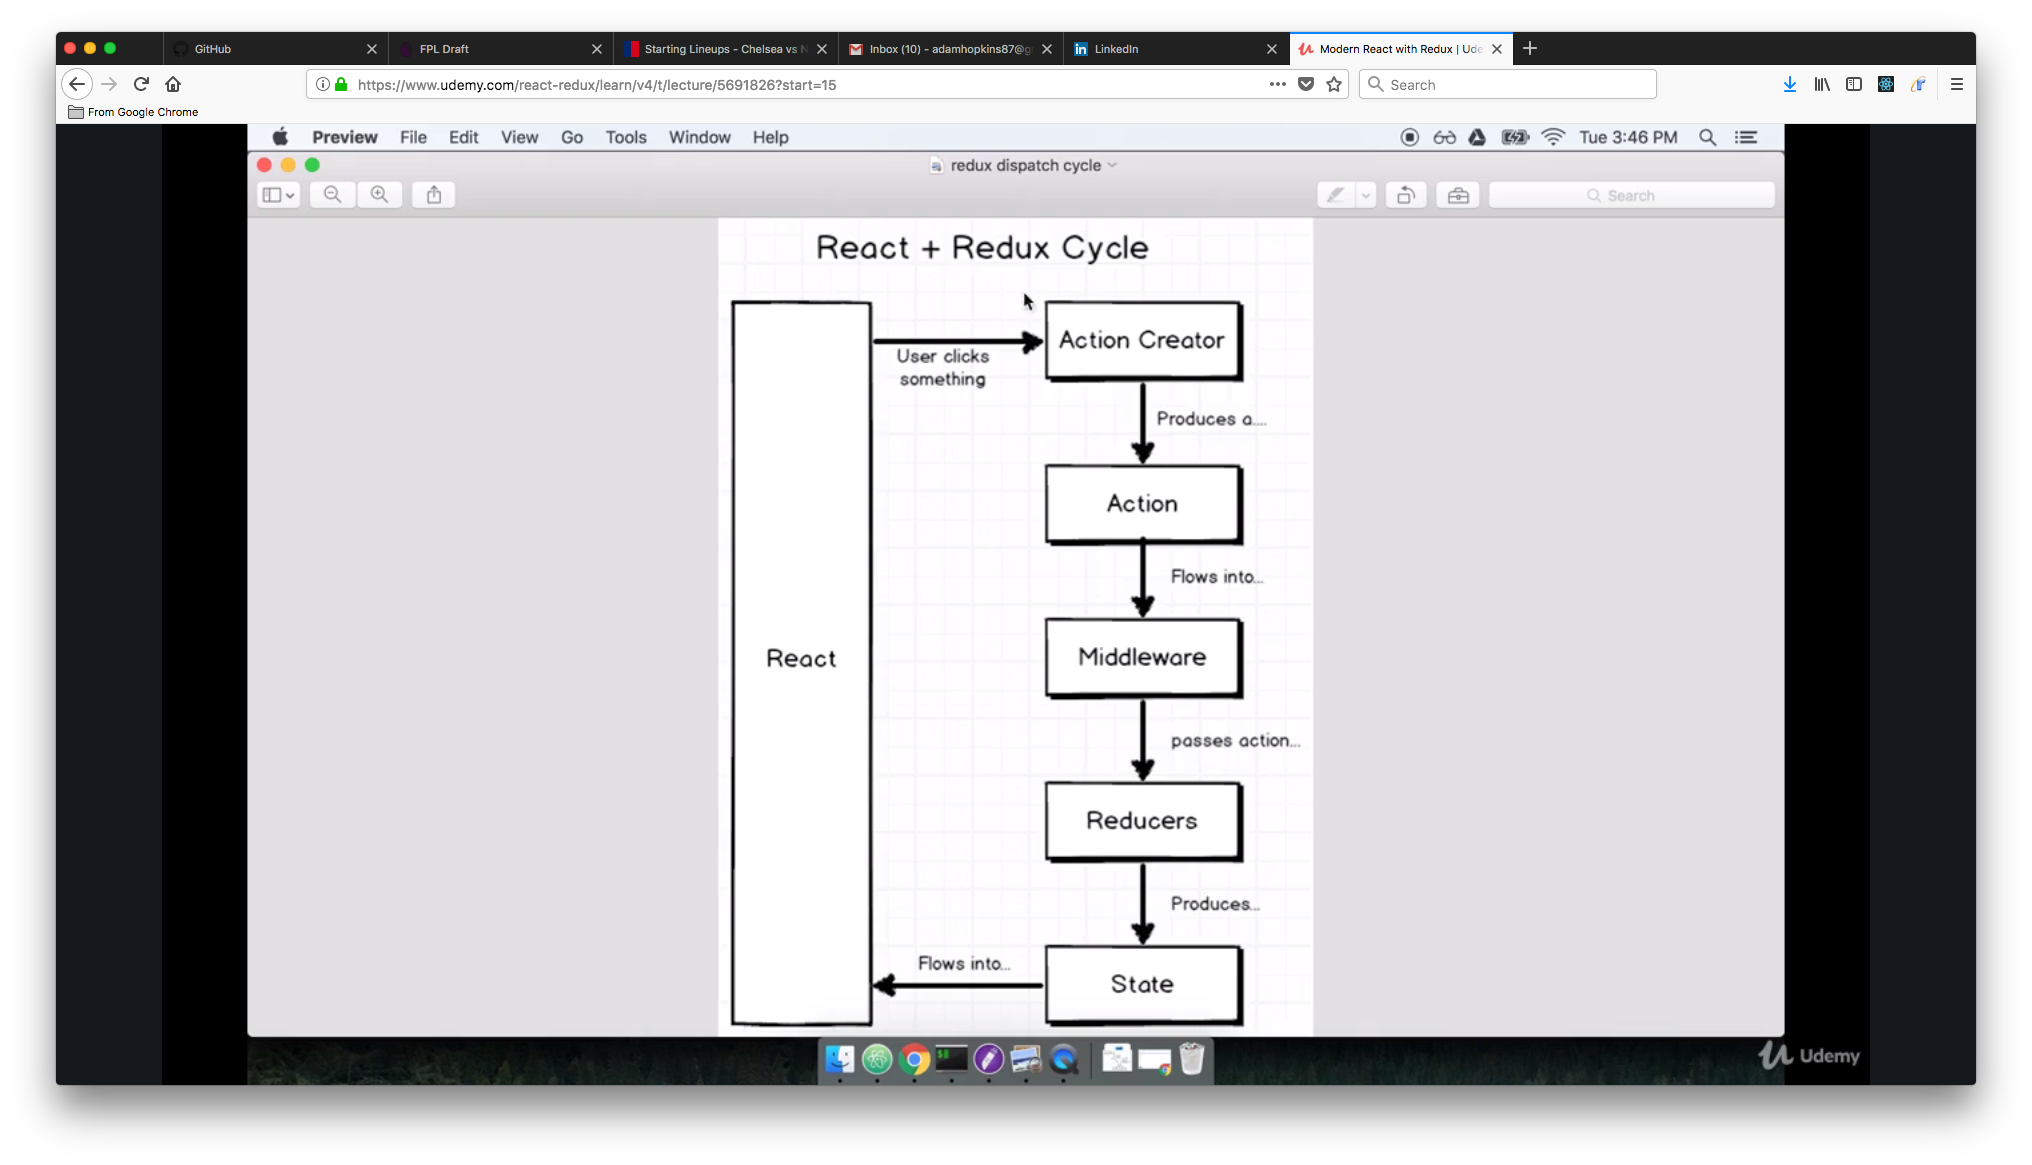 GitHub
FPL Draft
Starting Lineups - Chelsea vs N
Inbox (10) - adamhopkins87@g
LinkedIn
Modern React with Redux | Ude
https://www.udemy.com/react-redux/learn/v4/t/lecture/5691826?start=15
Search
From Google Chrome
Preview File Edit View Go Tools Window Help
Tue 3:46 PM
redux dispatch cycle
Search
React + Redux Cycle
Action Creator
User clicks
something
Produces a....
Action
Flows into...
Middleware
React
passes action...
Reducers
Produces...
Flows into...
State
Udemy